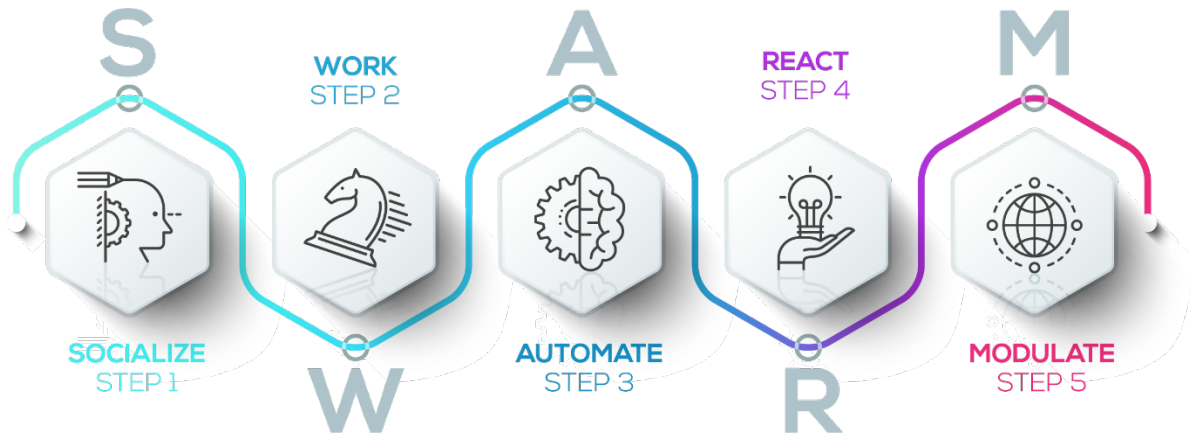 S
SOCIALIZE
STEP 1
WORK
STEP 2
W
A
AUTOMATE
STEP 3
REACT
STEP 4
R
M
MODULATE
STEP 5